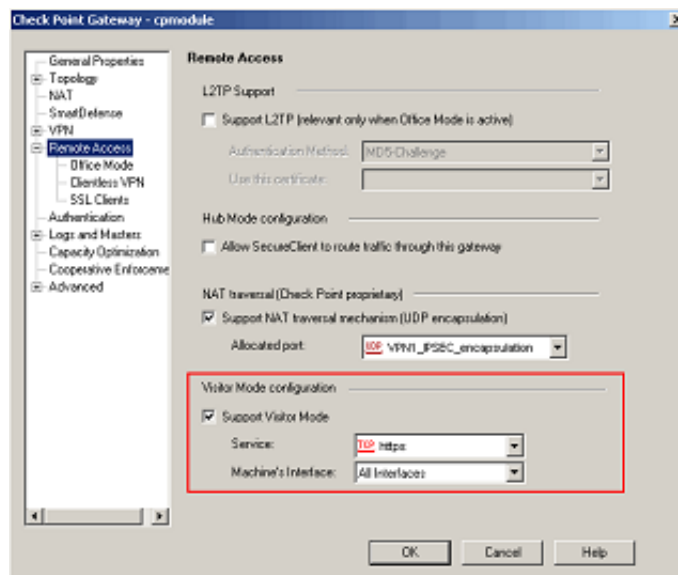 Check Point Gateway - cpmodule
General Properties
Topology
NAT
SmartDefense
VPN
Remote Access
Office Mode
Clientless VPN
SSL Clients
Authentication
Logs and Masters
Capacity Optimization
Cooperative Enforceme
Advanced
Remote Access
L2TP Support
Support L2TP (relevant only when Office Mode is active)
Authentication Method: MD5-Challenge
Use this certificate:
Hub Mode configuration
Allow SecureClient to route traffic through this gateway
NAT traversal (Check Point proprietary)
Support NAT traversal mechanism (UDP encapsulation)
Allocated port: UDP VPN1_IPSEC_encapsulation
Visitor Mode configuration
Support Visitor Mode
Service: TCP https
Machine's Interface: All Interfaces
OK Cancel Help